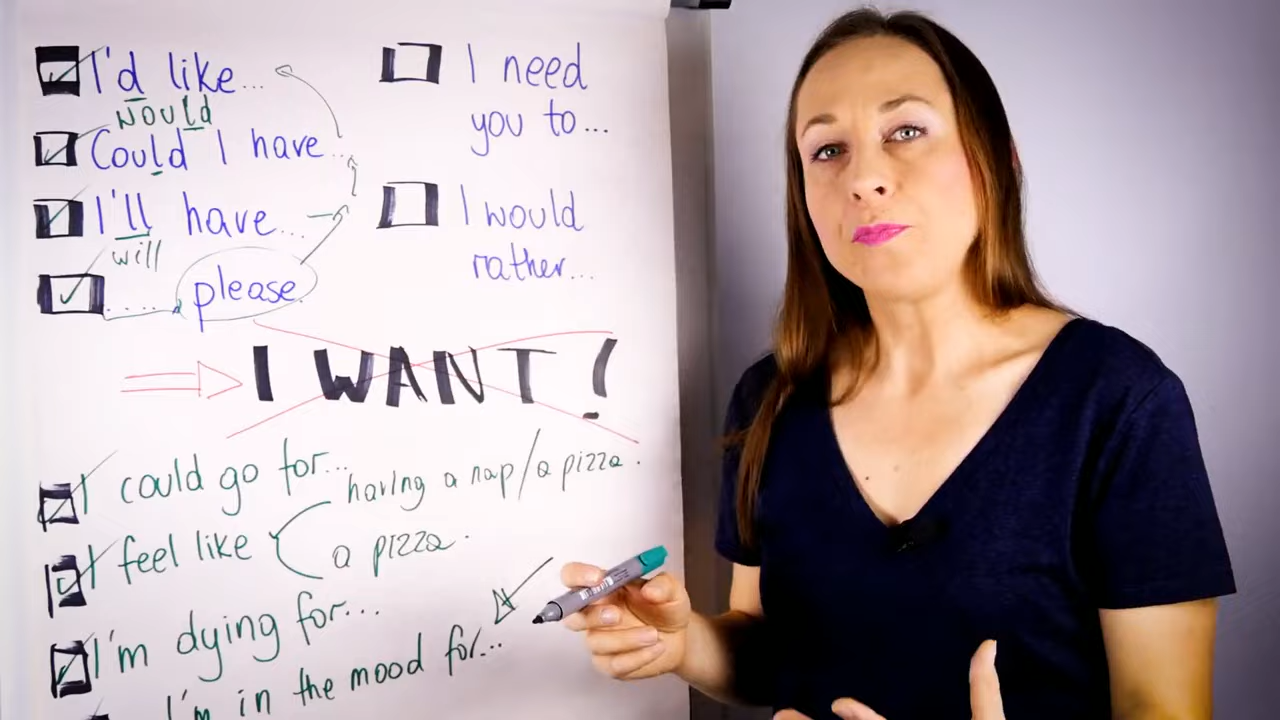 I'd like...
would
Could I have...
I'll have...
will
..... please.
I need
you to...
I would
rather...
I WANT !
I could go for... having a nap/a pizza.
I feel like
a pizza.
I'm dying for...
I'm in the mood for...